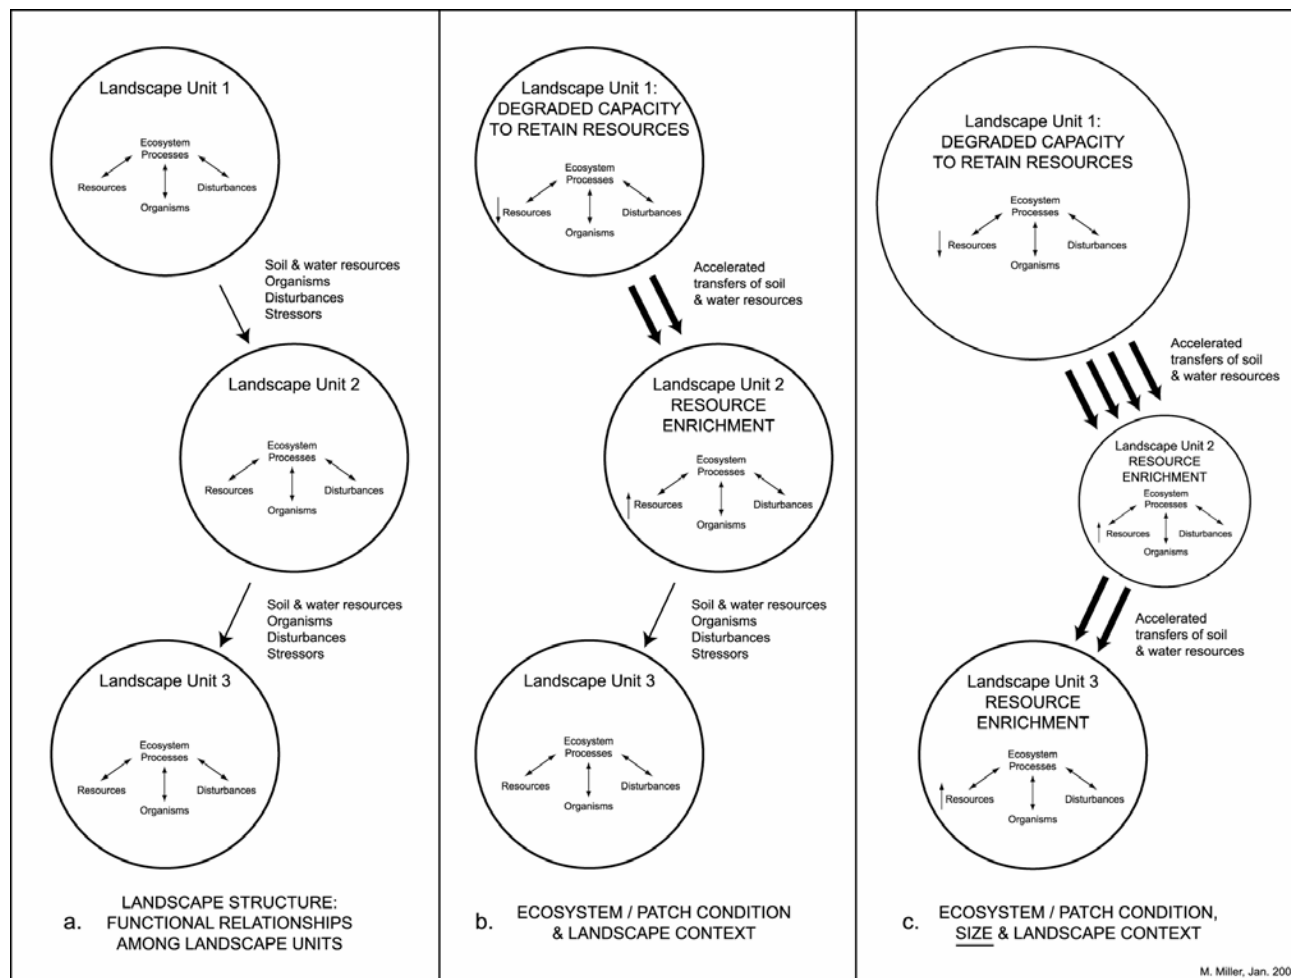 Landscape Unit 1
Ecosystem
Processes
Resources
Disturbances
Organisms
Soil & water resources
Organisms
Disturbances
Stressors
Landscape Unit 2
Ecosystem
Processes
Resources
Disturbances
Organisms
Soil & water resources
Organisms
Disturbances
Stressors
Landscape Unit 3
Ecosystem
Processes
Resources
Disturbances
Organisms
a.
LANDSCAPE STRUCTURE:
FUNCTIONAL RELATIONSHIPS
AMONG LANDSCAPE UNITS
Landscape Unit 1:
DEGRADED CAPACITY
TO RETAIN RESOURCES
Ecosystem
Processes
Resources
Disturbances
Organisms
Accelerated
transfers of soil
& water resources
Landscape Unit 2
RESOURCE
ENRICHMENT
Ecosystem
Processes
Resources
Disturbances
Organisms
Soil & water resources
Organisms
Disturbances
Stressors
Landscape Unit 3
Ecosystem
Processes
Resources
Disturbances
Organisms
b.
ECOSYSTEM / PATCH CONDITION
& LANDSCAPE CONTEXT
Landscape Unit 1:
DEGRADED CAPACITY
TO RETAIN RESOURCES
Ecosystem
Processes
Resources
Disturbances
Organisms
Accelerated
transfers of soil
& water resources
Landscape Unit 2
RESOURCE
ENRICHMENT
Ecosystem
Processes
Resources
Disturbances
Organisms
Accelerated
transfers of soil
& water resources
Landscape Unit 3
RESOURCE
ENRICHMENT
Ecosystem
Processes
Resources
Disturbances
Organisms
c.
ECOSYSTEM / PATCH CONDITION,
SIZE & LANDSCAPE CONTEXT
M. Miller, Jan.